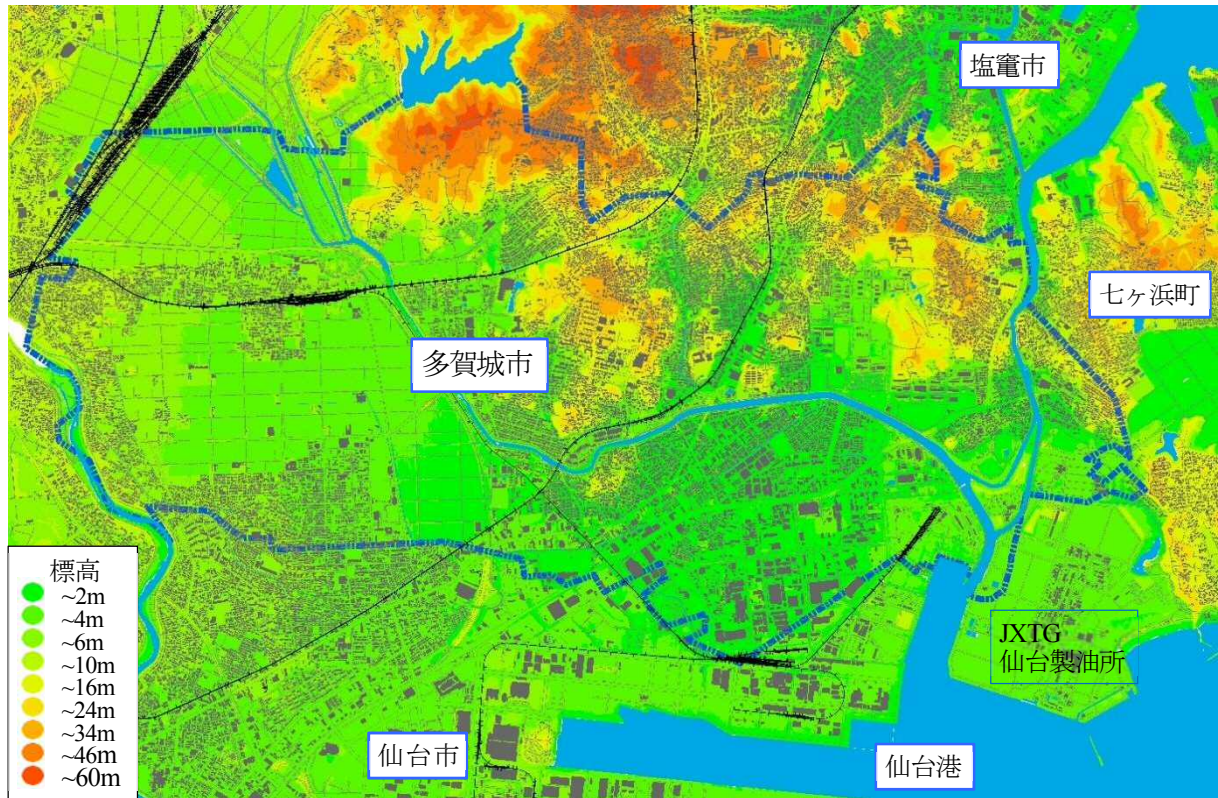 塩竈市
七ヶ浜町
多賀城市
標高
~2m
~4m
~6m
~10m
~16m
~24m
~34m
~46m
~60m
JXTG
仙台製油所
仙台市
仙台港